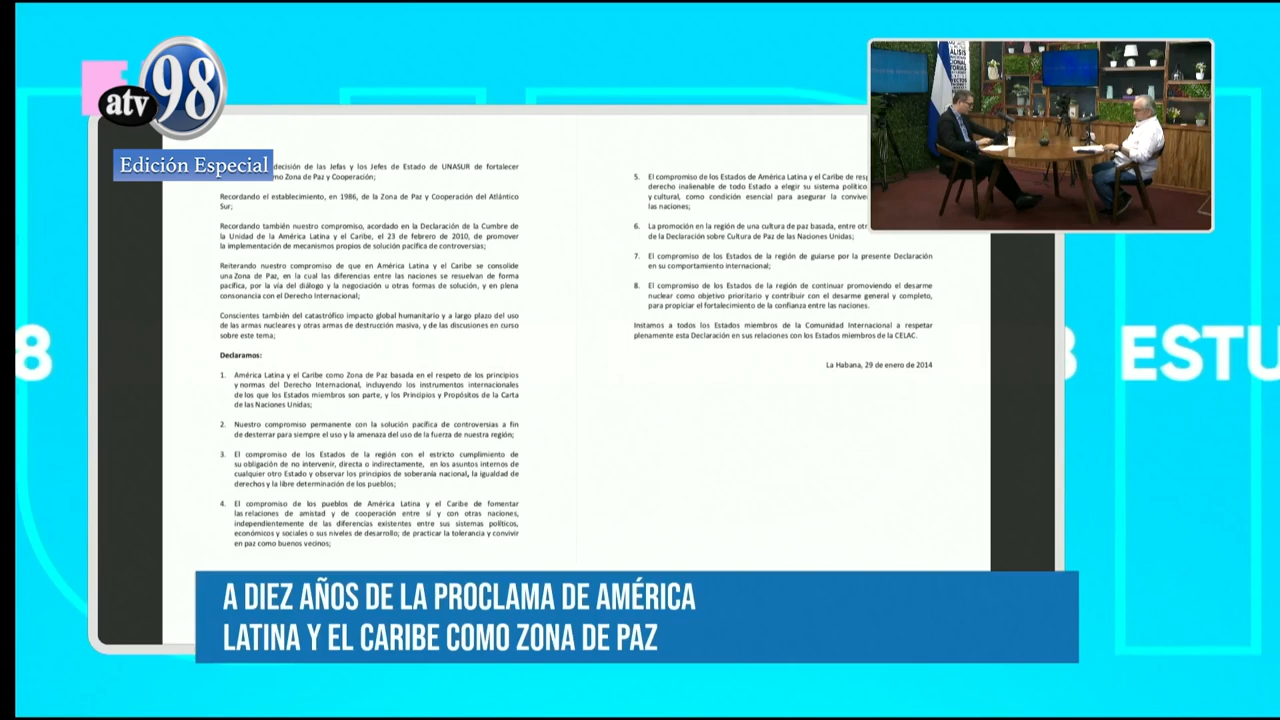 98
atv
Edición Especial
decisión de las Jefas y los Jefes de Estado de UNASUR de fortalecer
Zona de Paz y Cooperación;
Recordando el establecimiento, en 1986, de la Zona de Paz y Cooperación del Atlántico
Sur;
Recordando también nuestro compromiso, acordado en la Declaración de la Cumbre de
la Unidad de la América Latina y el Caribe, el 23 de febrero de 2010, de promover
la implementación de mecanismos propios de solución pacífica de controversias;
Reiterando nuestro compromiso de que en América Latina y el Caribe se consolide
una Zona de Paz, en la cual las diferencias entre las naciones se resuelvan de forma
pacífica, por la vía del diálogo y la negociación u otras formas de solución, y en plena
consonancia con el Derecho Internacional;
Conscientes también del catastrófico impacto global humanitario y a largo plazo del uso
de las armas nucleares y otras armas de destrucción masiva, y de las discusiones en curso
sobre este tema;
Declaramos:
1. América Latina y el Caribe como Zona de Paz basada en el respeto de los principios
y normas del Derecho Internacional, incluyendo los instrumentos internacionales
de los que los Estados miembros son parte, y los Principios y Propósitos de la Carta
de las Naciones Unidas;
2. Nuestro compromiso permanente con la solución pacífica de controversias a fin
de desterrar para siempre el uso y la amenaza del uso de la fuerza de nuestra región;
3. El compromiso de los Estados de la región con el estricto cumplimiento de
su obligación de no intervenir, directa o indirectamente, en los asuntos internos de
cualquier otro Estado y observar los principios de soberanía nacional, la igualdad de
derechos y la libre determinación de los pueblos;
4. El compromiso de los pueblos de América Latina y el Caribe de fomentar
las relaciones de amistad y de cooperación entre sí y con otras naciones,
independientemente de las diferencias existentes entre sus sistemas políticos,
económicos y sociales o sus niveles de desarrollo; de practicar la tolerancia y convivir
en paz como buenos vecinos;
5. El compromiso de los Estados de América Latina y el Caribe de
derecho inalienable de todo Estado a elegir su sistema político
y cultural, como condición esencial para asegurar la
las naciones;
6. La promoción en la región de una cultura de paz basada, entre
de la Declaración sobre Cultura de Paz de las Naciones Unidas;
7. El compromiso de los Estados de la región de guiarse por la presente Declaración
en su comportamiento internacional;
8. El compromiso de los Estados de la región de continuar promoviendo el desarme
nuclear como objetivo prioritario y contribuir con el desarme general y completo,
para propiciar el fortalecimiento de la confianza entre las naciones.
Instamos a todos los Estados miembros de la Comunidad Internacional a respetar
plenamente esta Declaración en sus relaciones con los Estados miembros de la CELAC.
La Habana, 29 de enero de 2014
8
ESTU
A DIEZ AÑOS DE LA PROCLAMA DE AMÉRICA
LATINA Y EL CARIBE COMO ZONA DE PAZ